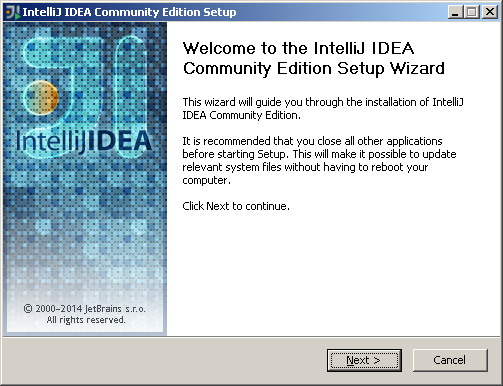 IntelliJ IDEA Community Edition Setup
Welcome to the IntelliJ IDEA
Community Edition Setup Wizard
This wizard will guide you through the installation of IntelliJ
IDEA Community Edition.
It is recommended that you close all other applications
before starting Setup. This will make it possible to update
relevant system files without having to reboot your
computer.
Click Next to continue.
IntelliJIDEA
© 2000-2014 JetBrains s.r.o.
All rights reserved.
Next >
Cancel